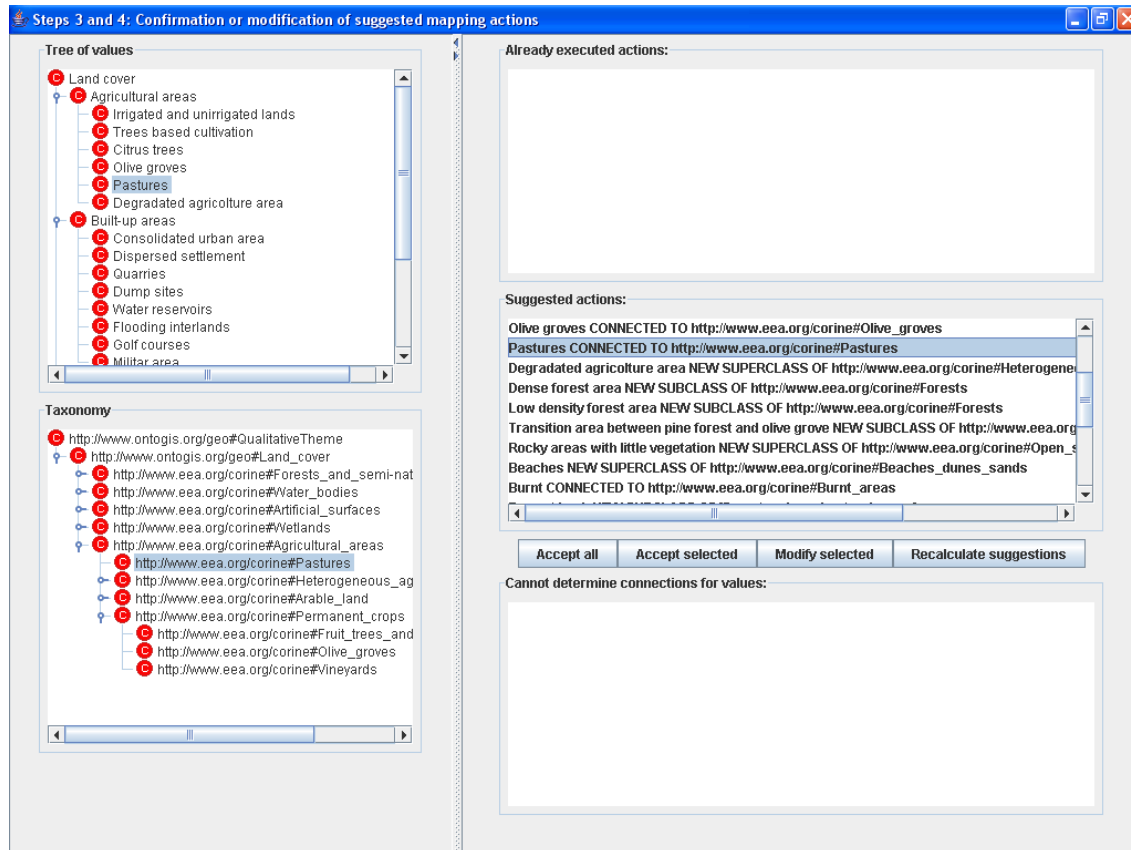 Steps 3 and 4: Confirmation or modification of suggested mapping actions
Tree of values
Land cover
Agricultural areas
Irrigated and unirrigated lands
Trees based cultivation
Citrus trees
Olive groves
Pastures
Degradated agricolture area
Built-up areas
Consolidated urban area
Dispersed settlement
Quarries
Dump sites
Water reservoirs
Flooding interlands
Golf courses
Militar area
Taxonomy
http://www.ontogis.org/geo#QualitativeTheme
http://www.ontogis.org/geo#Land_cover
http://www.eea.org/corine#Forests_and_semi-nat
http://www.eea.org/corine#Water_bodies
http://www.eea.org/corine#Artificial_surfaces
http://www.eea.org/corine#Wetlands
http://www.eea.org/corine#Agricultural_areas
http://www.eea.org/corine#Pastures
http://www.eea.org/corine#Heterogeneous_ag
http://www.eea.org/corine#Arable_land
http://www.eea.org/corine#Permanent_crops
http://www.eea.org/corine#Fruit_trees_and
http://www.eea.org/corine#Olive_groves
http://www.eea.org/corine#Vineyards
Already executed actions:
Suggested actions:
Olive groves CONNECTED TO http://www.eea.org/corine#Olive_groves
Pastures CONNECTED TO http://www.eea.org/corine#Pastures
Degradated agricolture area NEW SUPERCLASS OF http://www.eea.org/corine#Heterogene
Dense forest area NEW SUBCLASS OF http://www.eea.org/corine#Forests
Low density forest area NEW SUBCLASS OF http://www.eea.org/corine#Forests
Transition area between pine forest and olive grove NEW SUBCLASS OF http://www.eea.org
Rocky areas with little vegetation NEW SUPERCLASS OF http://www.eea.org/corine#Open_s
Beaches NEW SUPERCLASS OF http://www.eea.org/corine#Beaches_dunes_sands
Burnt CONNECTED TO http://www.eea.org/corine#Burnt_areas
Accept all Accept selected Modify selected Recalculate suggestions
Cannot determine connections for values: